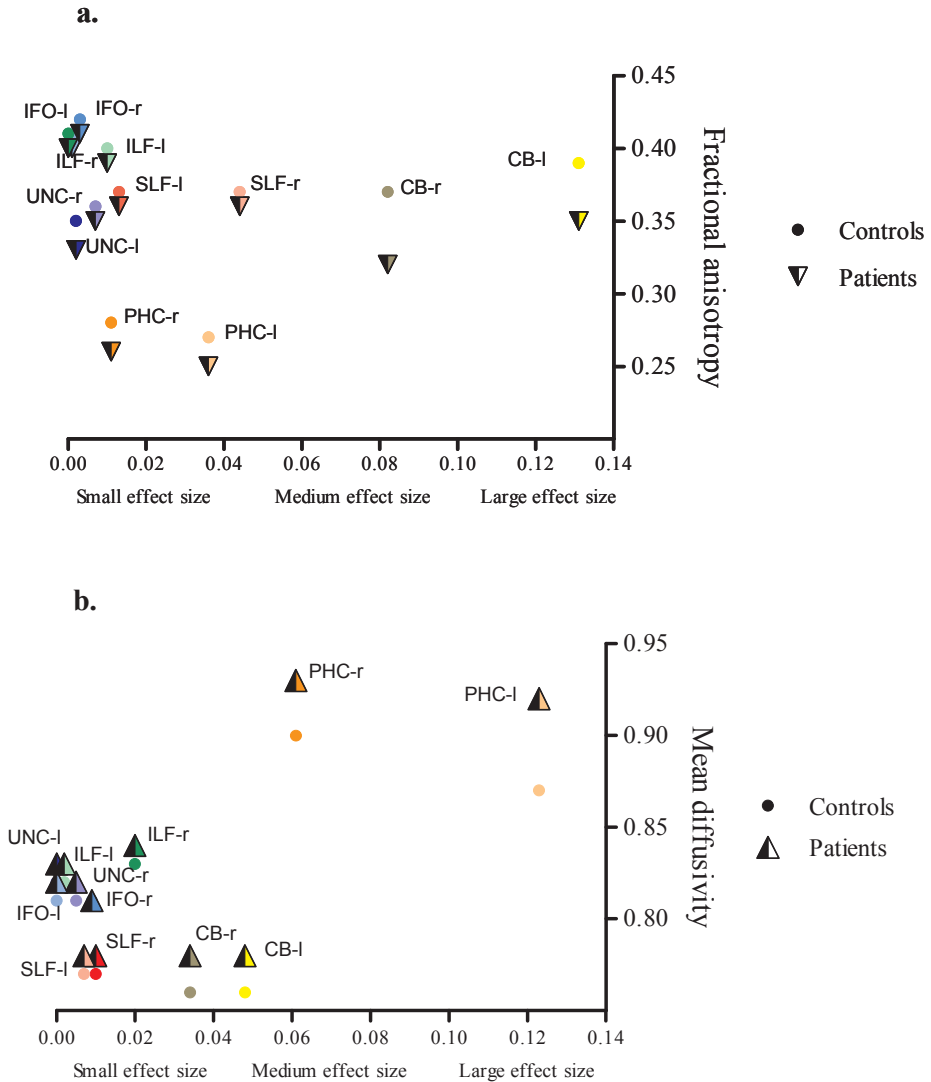 a.
0.45
IFO-l
IFO-r
ILF-l
0.40
ILF-r
CB-l
SLF-l
SLF-r
CB-r
UNC-r
0.35
UNC-l
Fractional anisotropy
Controls
Patients
0.30
PHC-r
PHC-l
0.25
0.00 0.02 0.04 0.06 0.08 0.10 0.12 0.14
Small effect size Medium effect size Large effect size
b.
0.95
PHC-r
PHC-l
0.90
Mean diffusivity
Controls
Patients
0.85
UNC-l
ILF-r
ILF-l
UNC-r
IFO-r
IFO-l
0.80
SLF-r
CB-r
CB-l
SLF-l
0.00 0.02 0.04 0.06 0.08 0.10 0.12 0.14
Small effect size Medium effect size Large effect size